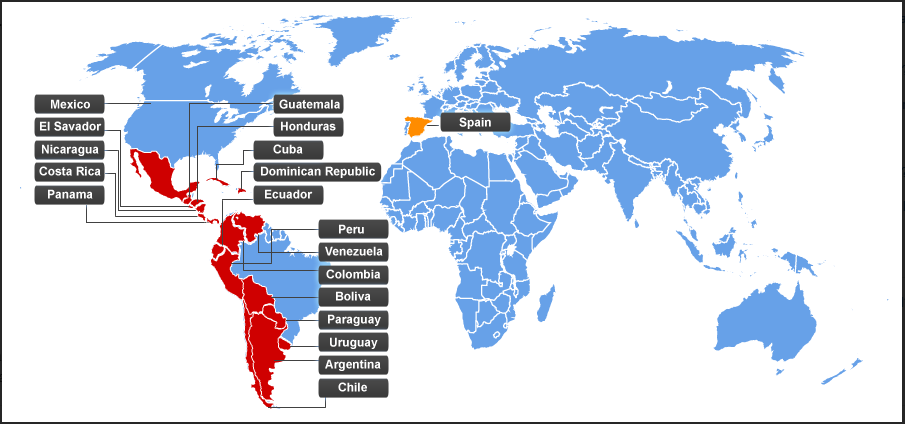 Mexico
El Savador
Nicaragua
Costa Rica
Panama
Guatemala
Honduras
Cuba
Dominican Republic
Ecuador
Spain
Peru
Venezuela
Colombia
Boliva
Paraguay
Uruguay
Argentina
Chile